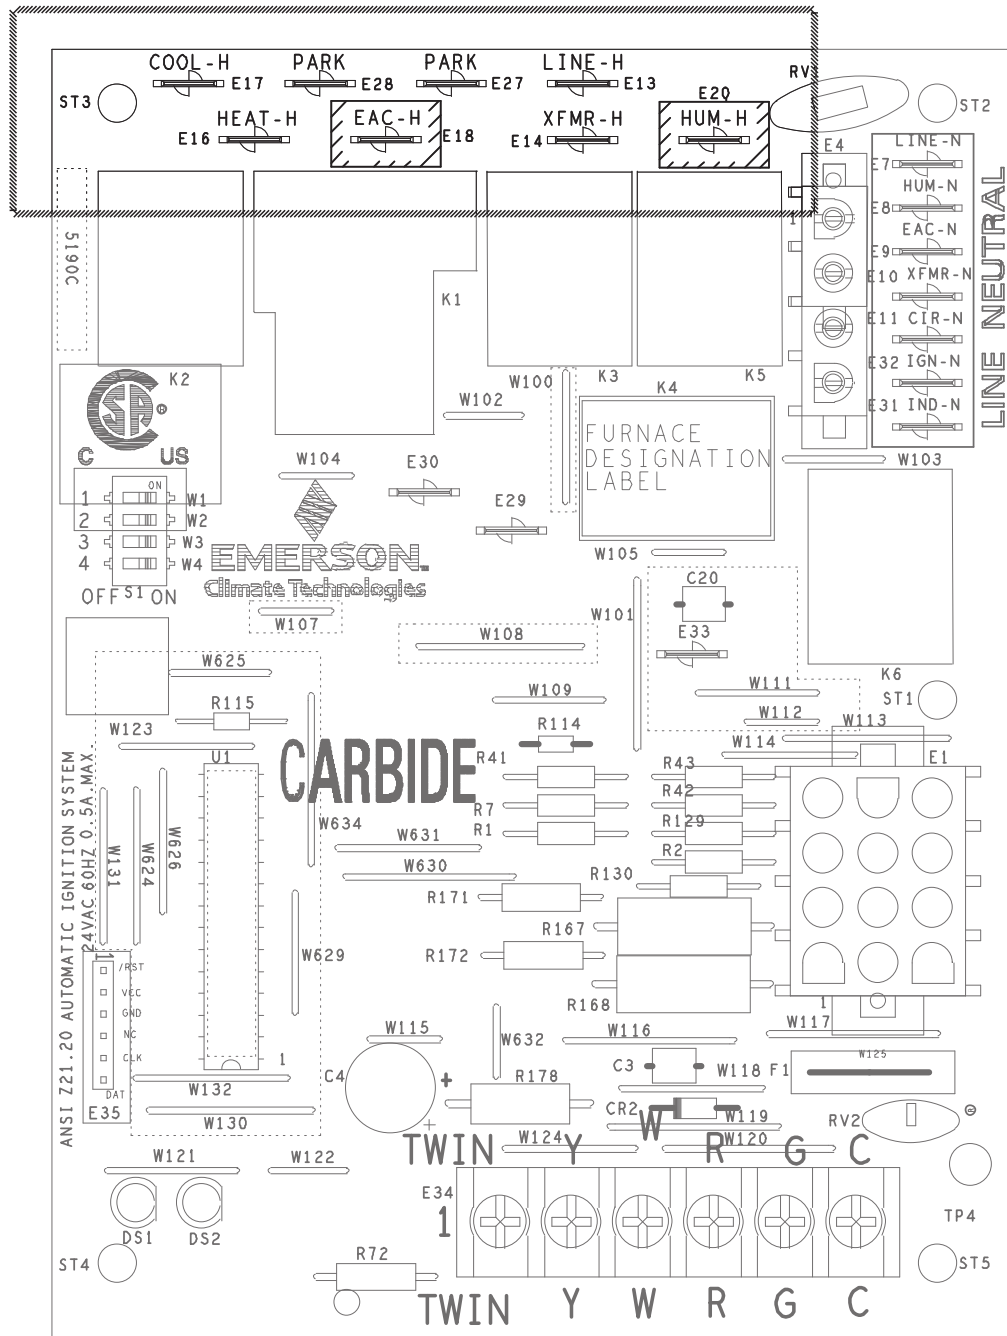 COOL-H PARK PARK LINE-H
E17 E28 E27 E13
RV
ST3 ST2
E20
HEAT-H EAC-H XFMR-H HUM-H
E16 E18 E14
E4 LINE-N
E7
HUM-N
1 E8
EAC-N
E9
E10 XFMR-N
E11 CIR-N
E32 IGN-N
E31 IND-N
LINE NEUTRAL
5190C
K1
K2 W100 K3 K4 K5
W102
CSA ®
C US
FURNACE
DESIGNATION
LABEL
W104 E30 W103
ON
1 W1
2 W2
3 W3
4 W4
OFF S1 ON
E29
EMERSON.
Climate Technologies
W105
C20
W101
W107
W108 E33
W625 K6
W111 ST1
R115 W109
W123 R114 W112 W113
U1 W114 E1
CARBIDE
R41 R43
R42
R7
W634 R1 R129
W631
R2
W630 R130
R171
R167
R172
R168
W131 W624 W626
W629
ANSI Z21.20 AUTOMATIC IGNITION SYSTEM
24VAC 60HZ 0.5A MAX.
1
/RST
VCC
GND
NC
CLK
DAT
E35
1
1
W115 W632 W116 W117
W125
C4 + R178 C3 W118 F1
W132
CR2 W119 RV2 ®
W130 +
W124 W120
TWIN Y W R G C
W121 W122
E34
1
TP4
DS1 DS2
ST4 R72 ST5
TWIN Y W R G C